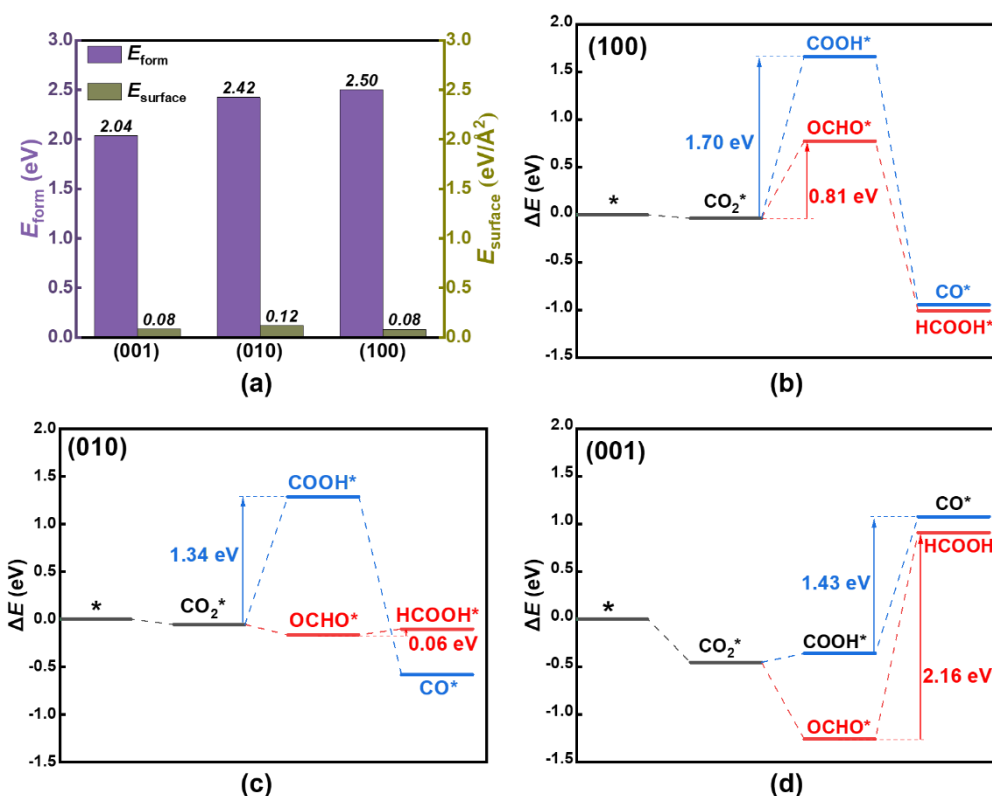 3.0
2.5
2.0
1.5
1.0
0.5
0.0
E_form (eV)
E_form
E_surface
2.04
2.42
2.50
0.08
0.12
0.08
(001)
(010)
(100)
3.0
2.5
2.0
1.5
1.0
0.5
0.0
E_surface (eV/Å²)
(a)
2.0
1.5
1.0
0.5
0.0
-0.5
-1.0
-1.5
ΔE (eV)
(100)
COOH*
1.70 eV
OCHO*
0.81 eV
*
CO₂*
CO*
HCOOH*
(b)
2.0
1.5
1.0
0.5
0.0
-0.5
-1.0
-1.5
ΔE (eV)
(010)
COOH*
1.34 eV
*
CO₂*
OCHO*
HCOOH*
0.06 eV
CO*
(c)
2.0
1.5
1.0
0.5
0.0
-0.5
-1.0
-1.5
ΔE (eV)
(001)
CO*
HCOOH
1.43 eV
*
CO₂*
COOH*
2.16 eV
OCHO*
(d)